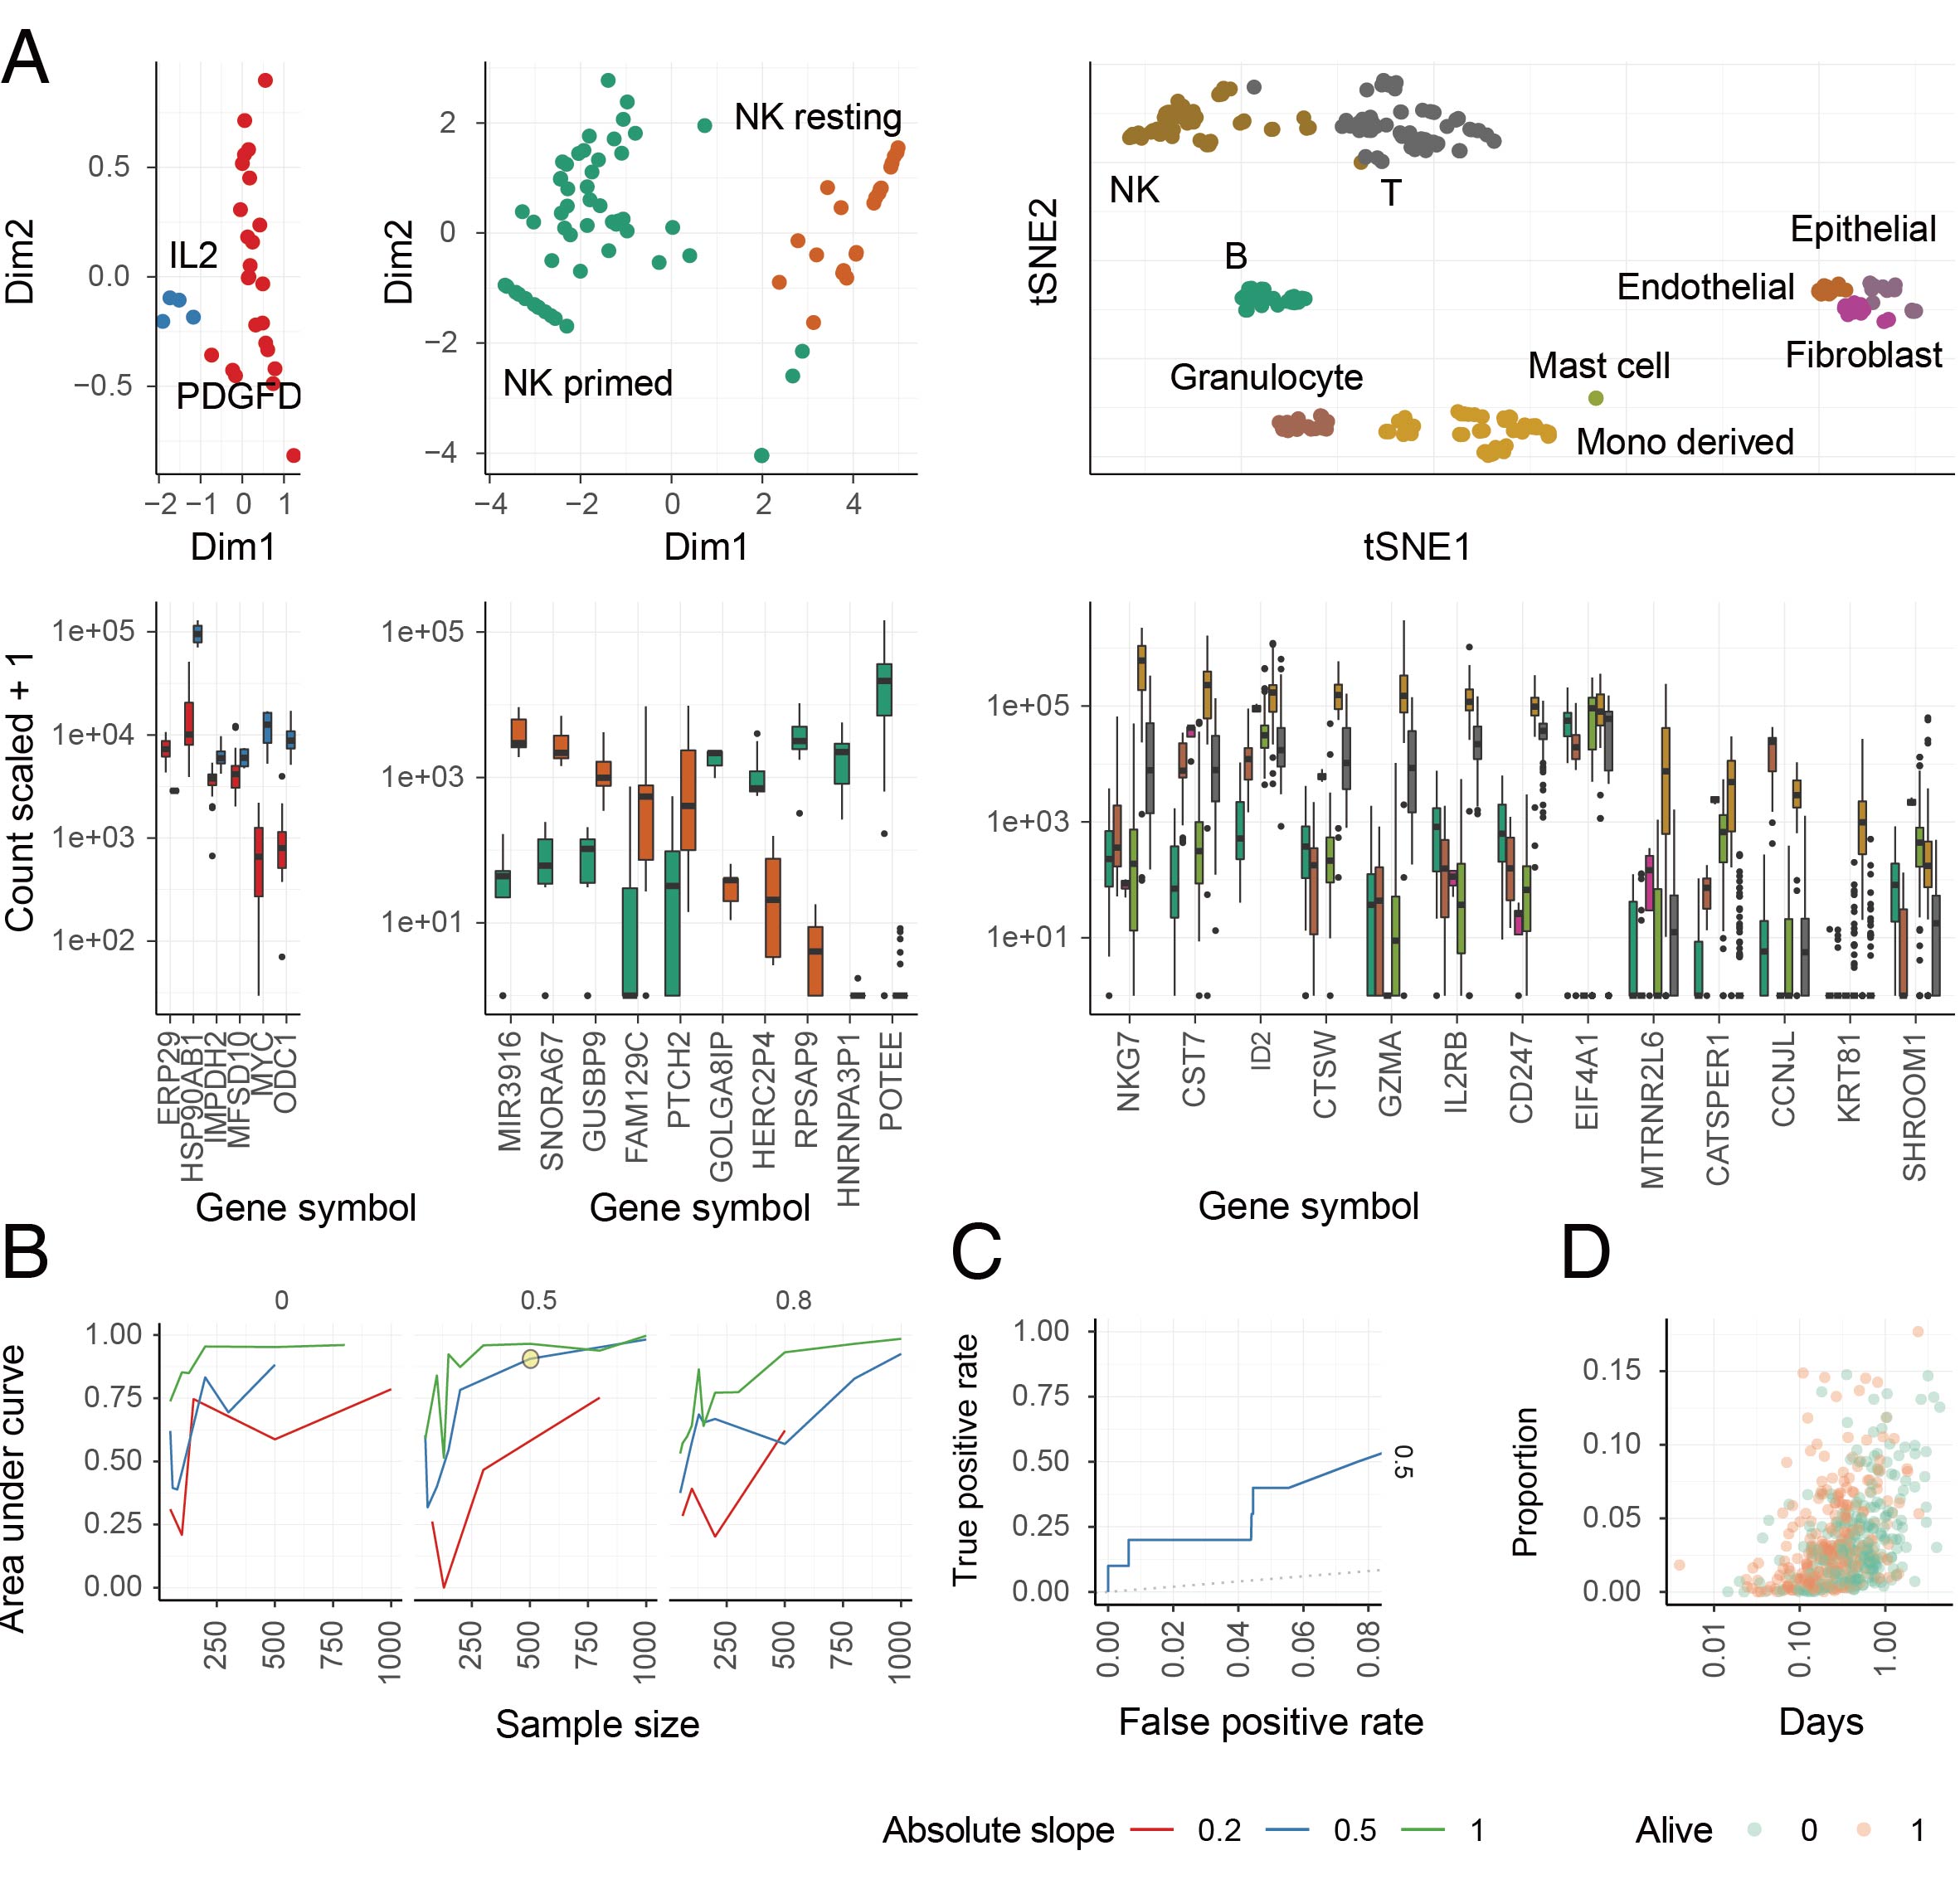 A
Dim2
0.5
0.0
−0.5
IL2
PDGFD
−2 −1 0 1
Dim1
Dim2
2
0
−2
−4
NK resting
NK primed
−4 −2 0 2 4
Dim1
tSNE2
NK
T
B
Epithelial
Endothelial
Fibroblast
Granulocyte
Mast cell
Mono derived
tSNE1
Count scaled + 1
1e+05
1e+04
1e+03
1e+02
ERP29
HSP90AB1
IMPDH2
MFSD10
MYC
ODC1
Gene symbol
1e+05
1e+03
1e+01
MIR3916
SNORA67
GUSBP9
FAM129C
PTCH2
GOLGA8IP
HERC2P4
RPSAP9
HNRNPA3P1
POTEE
Gene symbol
1e+05
1e+03
1e+01
NKG7
CST7
ID2
CTSW
GZMA
IL2RB
CD247
EIF4A1
MTRNR2L6
CATSPER1
CCNJL
KRT81
SHROOM1
Gene symbol
B
0 0.5 0.8
Area under curve
1.00
0.75
0.50
0.25
0.00
250 500 750 1000
250 500 750 1000
250 500 750 1000
Sample size
C
True positive rate
1.00
0.75
0.50
0.25
0.00
0.5
0.00 0.02 0.04 0.06 0.08
False positive rate
D
Proportion
0.15
0.10
0.05
0.00
0.01 0.10 1.00
Days
Absolute slope 0.2 0.5 1
Alive 0 1